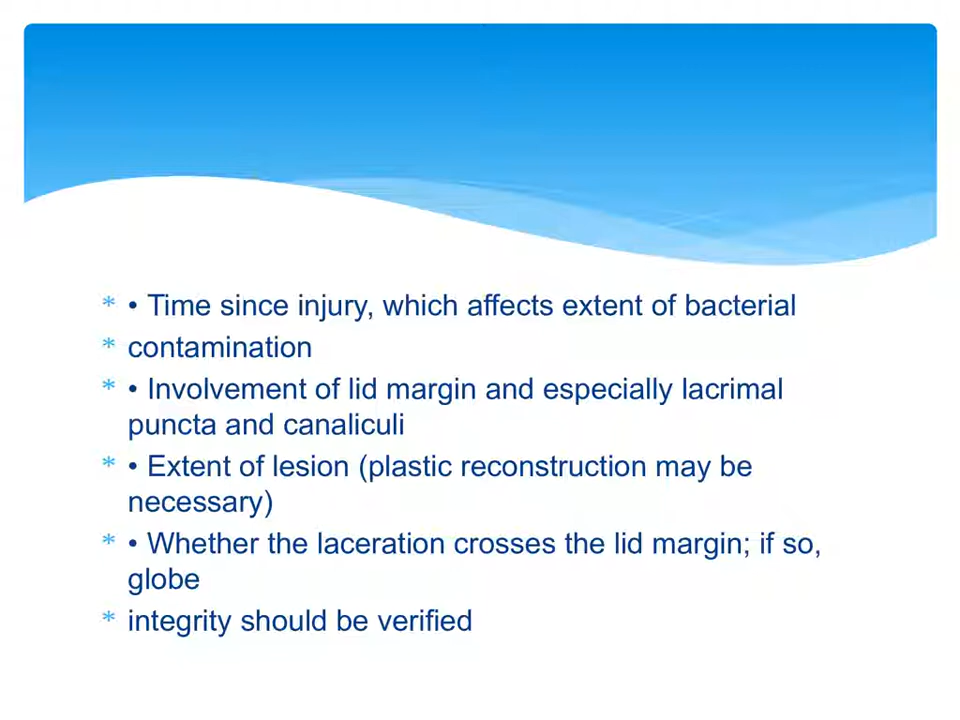 * • Time since injury, which affects extent of bacterial
* contamination
* • Involvement of lid margin and especially lacrimal
puncta and canaliculi
* • Extent of lesion (plastic reconstruction may be
necessary)
* • Whether the laceration crosses the lid margin; if so,
globe
* integrity should be verified